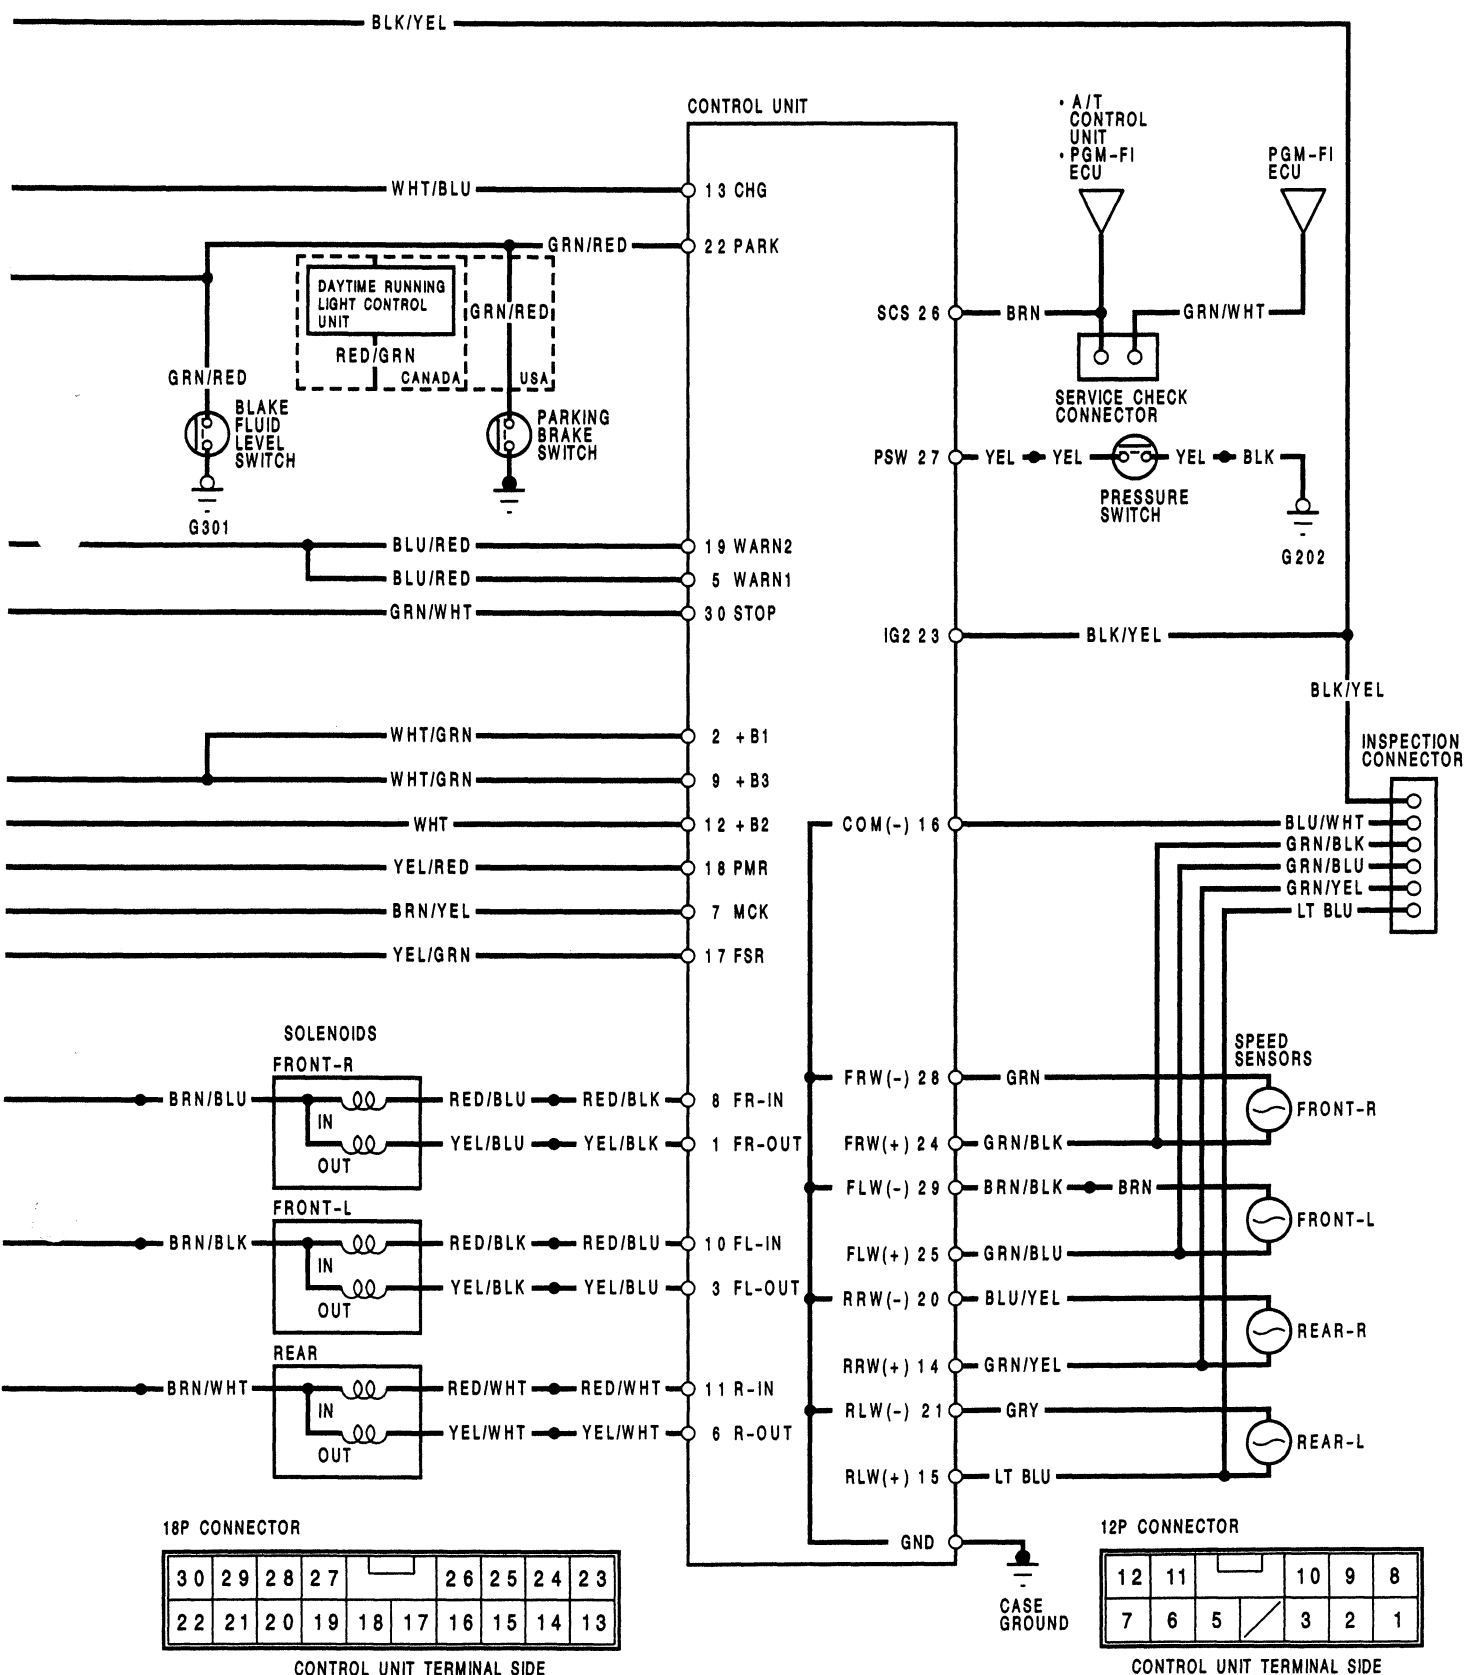 BLK/YEL
CONTROL UNIT
• A/T
CONTROL
UNIT
• PGM-FI
ECU
PGM-FI
ECU
WHT/BLU
13 CHG
GRN/RED
22 PARK
DAYTIME RUNNING
LIGHT CONTROL
UNIT
GRN/RED
RED/GRN
CANADA
USA
SCS 26
BRN
GRN/WHT
GRN/RED
BLAKE
FLUID
LEVEL
SWITCH
PARKING
BRAKE
SWITCH
SERVICE CHECK
CONNECTOR
PSW 27
YEL
YEL
YEL
BLK
PRESSURE
SWITCH
G301
G202
BLU/RED
19 WARN2
BLU/RED
5 WARN1
GRN/WHT
30 STOP
IG2 23
BLK/YEL
BLK/YEL
WHT/GRN
2 +B1
INSPECTION
CONNECTOR
WHT/GRN
9 +B3
WHT
12 +B2
COM(-) 16
BLU/WHT
GRN/BLK
GRN/BLU
GRN/YEL
LT BLU
YEL/RED
18 PMR
BRN/YEL
7 MCK
YEL/GRN
17 FSR
SOLENOIDS
FRONT-R
SPEED
SENSORS
BRN/BLU
IN
OUT
RED/BLU
RED/BLK
8 FR-IN
YEL/BLU
YEL/BLK
1 FR-OUT
FRW(-) 28
GRN
FRONT-R
FRW(+) 24
GRN/BLK
FLW(-) 29
BRN/BLK
BRN
FRONT-L
FRONT-L
BRN/BLK
IN
OUT
RED/BLK
RED/BLU
10 FL-IN
YEL/BLK
YEL/BLU
3 FL-OUT
FLW(+) 25
GRN/BLU
RRW(-) 20
BLU/YEL
REAR-R
REAR
RRW(+) 14
GRN/YEL
BRN/WHT
IN
OUT
RED/WHT
RED/WHT
11 R-IN
YEL/WHT
YEL/WHT
6 R-OUT
RLW(-) 21
GRY
REAR-L
RLW(+) 15
LT BLU
GND
CASE
GROUND
18P CONNECTOR
30 29 28 27 26 25 24 23
22 21 20 19 18 17 16 15 14 13
CONTROL UNIT TERMINAL SIDE
12P CONNECTOR
12 11 10 9 8
7 6 5 3 2 1
CONTROL UNIT TERMINAL SIDE